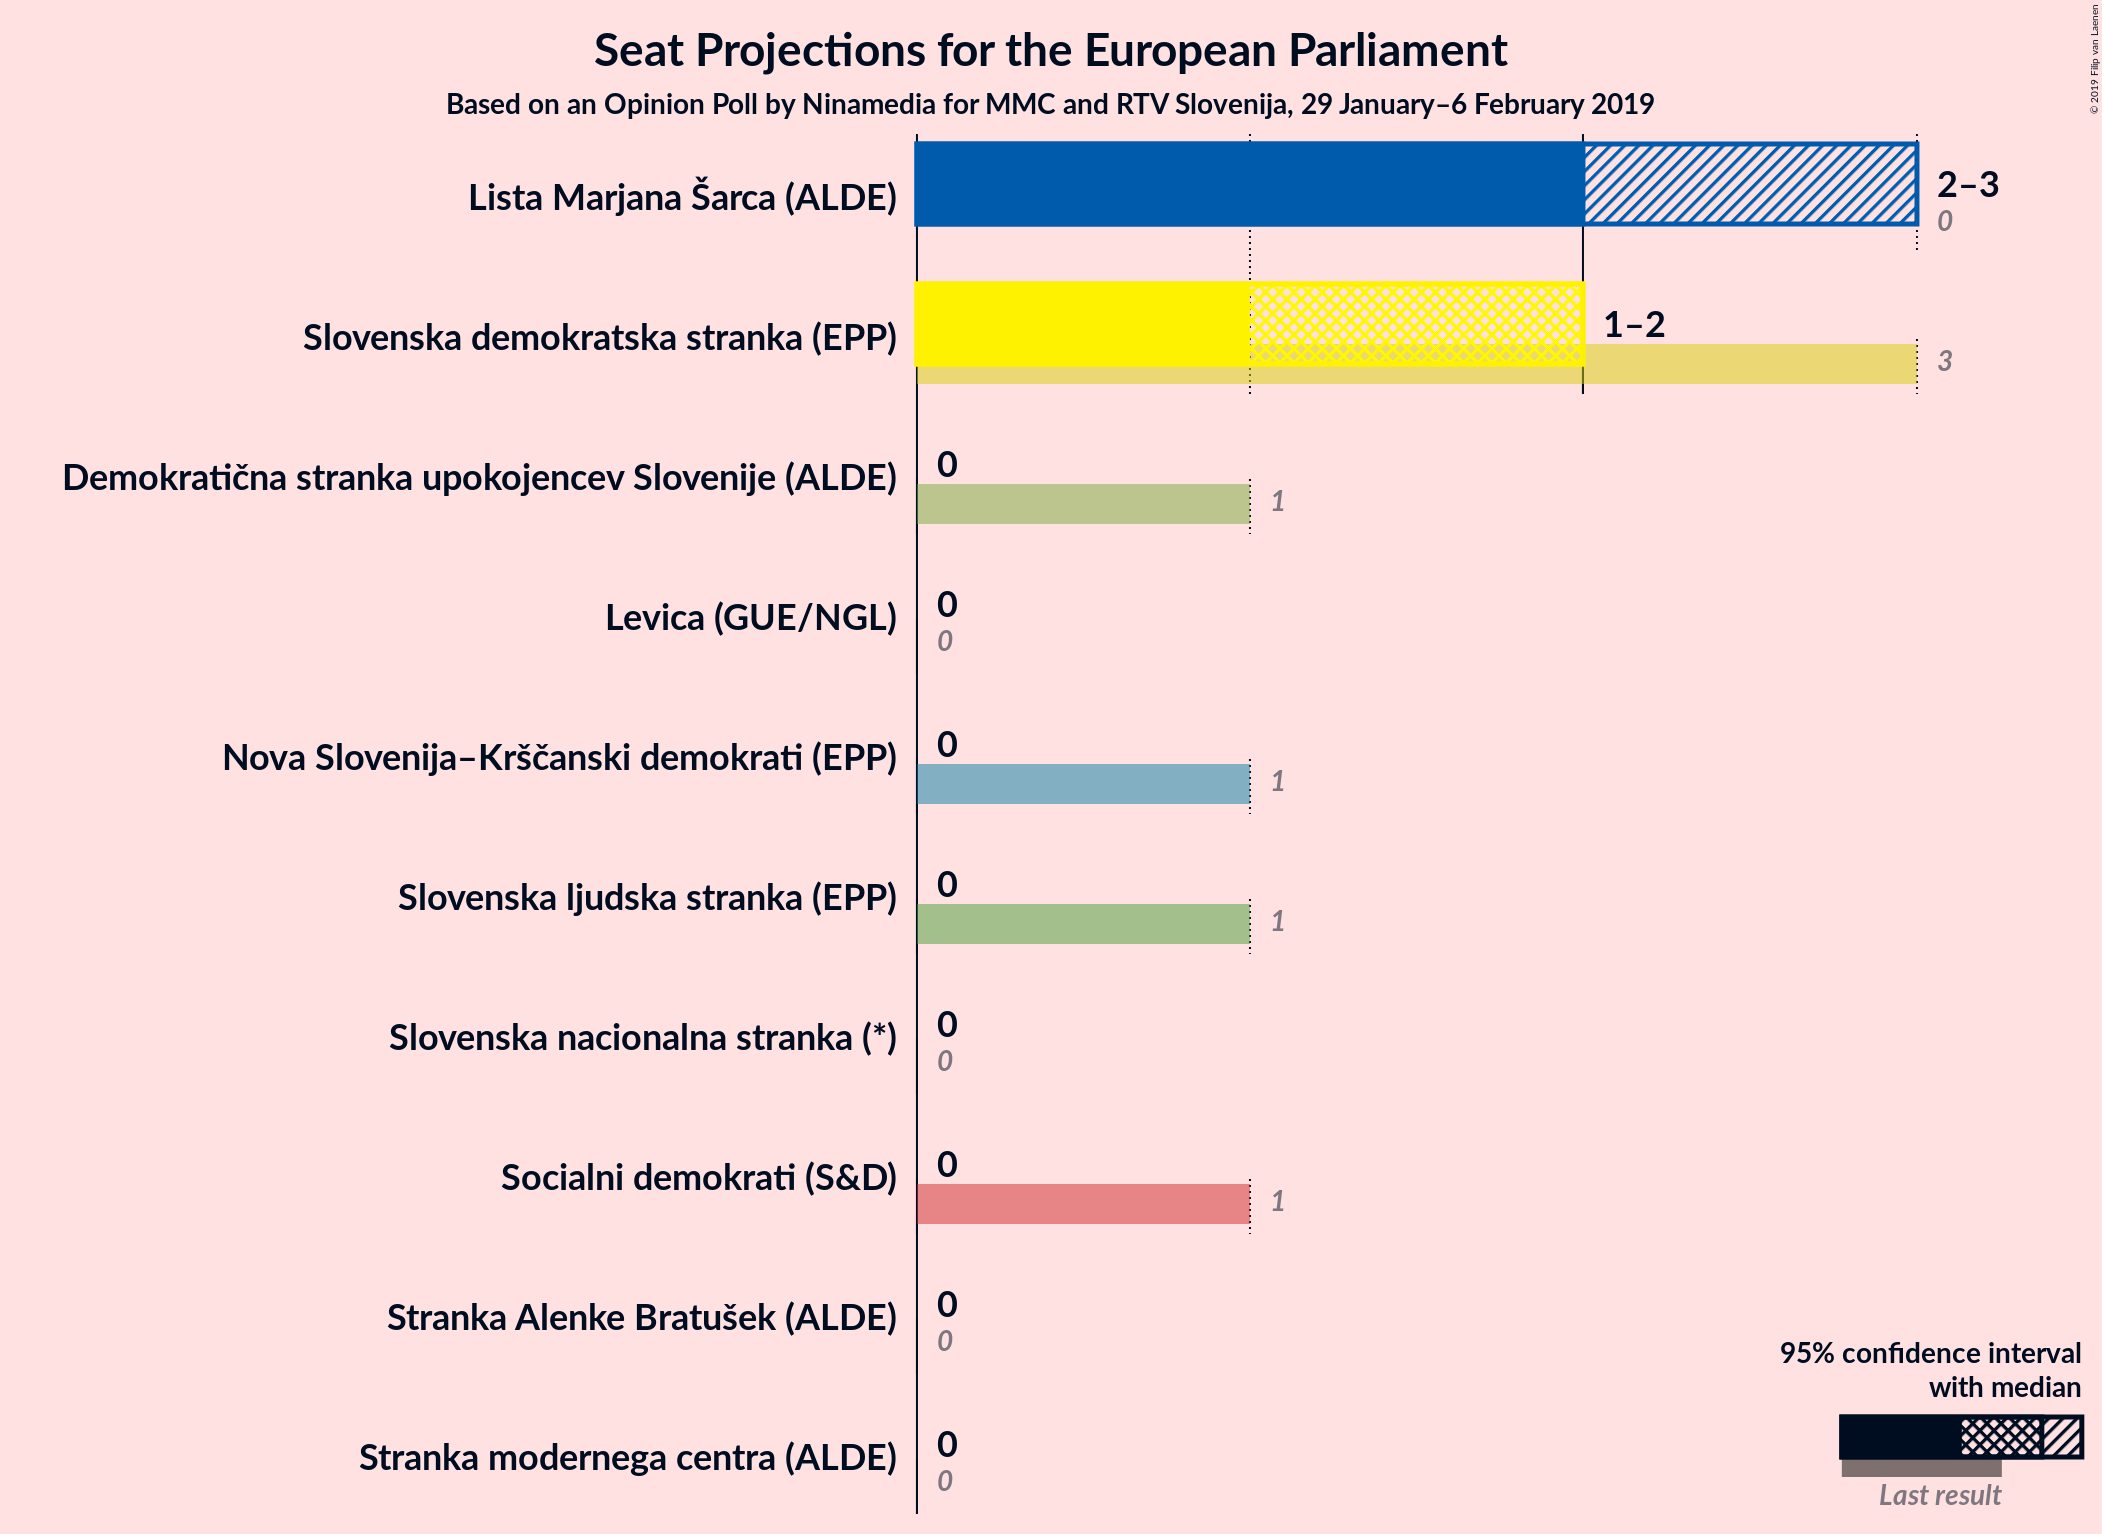 Seat Projections for the European Parliament
Based on an Opinion Poll by Ninamedia for MMC and RTV Slovenija, 29 January–6 February 2019
© 2019 Filip van Laenen
Lista Marjana Šarca (ALDE)
2–3
0
Slovenska demokratska stranka (EPP)
1–2
3
Demokratična stranka upokojencev Slovenije (ALDE)
0
1
Levica (GUE/NGL)
0
0
Nova Slovenija–Krščanski demokrati (EPP)
0
1
Slovenska ljudska stranka (EPP)
0
1
Slovenska nacionalna stranka (*)
0
0
Socialni demokrati (S&D)
0
1
Stranka Alenke Bratušek (ALDE)
0
0
Stranka modernega centra (ALDE)
0
0
95% confidence interval
with median
Last result